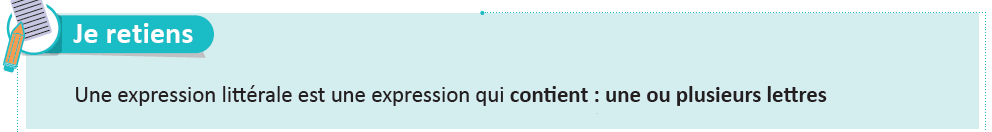 Je retiens
Une expression littérale est une expression qui contient : une ou plusieurs lettres